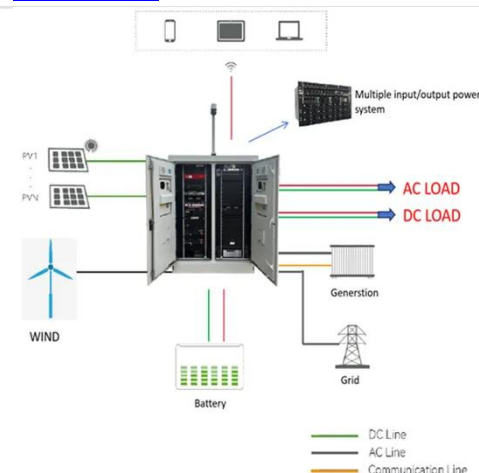 Multiple input/output power
system
PV1
PVN
AC LOAD
DC LOAD
WIND
Generstion
Grid
Battery
DC Line
AC Line
Communication Line